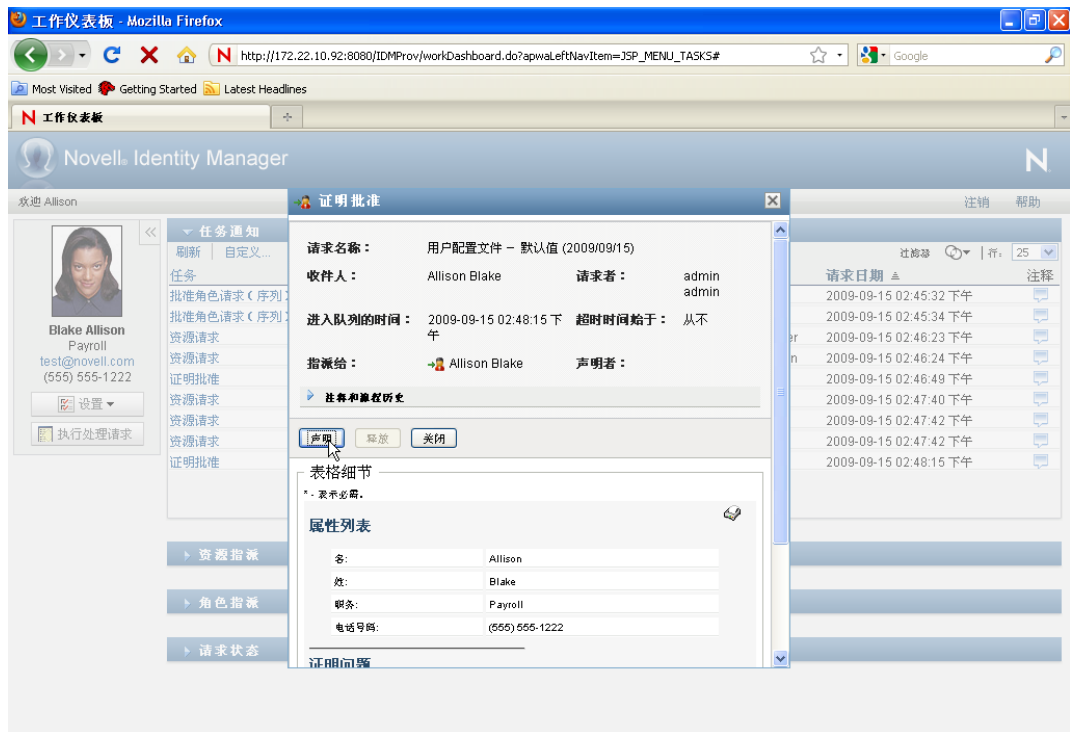 工作仪表板 - Mozilla Firefox
http://172.22.10.92:8080/IDMProv/workDashboard.do?apwaLeftNavItem=JSP_MENU_TASKS#
Google
Most Visited Getting Started Latest Headlines
工作仪表板
Novell® Identity Manager
N
欢迎 Allison
注销 帮助
Blake Allison
Payroll
test@novell.com
(555) 555-1222
设置
执行处理请求
任务通知
刷新 | 自定义...
过滤器 | 行: 25
任务 请求日期 注释
批准角色请求 ( 序列 2009-09-15 02:45:32 下午
批准角色请求 ( 序列 2009-09-15 02:45:34 下午
资源请求 er 2009-09-15 02:46:23 下午
资源请求 n 2009-09-15 02:46:24 下午
证明批准 2009-09-15 02:46:49 下午
资源请求 2009-09-15 02:47:40 下午
资源请求 2009-09-15 02:47:42 下午
资源请求 2009-09-15 02:47:42 下午
证明批准 2009-09-15 02:48:15 下午
资源指派
角色指派
请求状态
证明批准
请求名称： 用户配置文件 – 默认值 (2009/09/15)
收件人： Allison Blake 请求者： admin
admin
进入队列的时间： 2009-09-15 02:48:15 下
午
超时时间始于： 从不
指派给： Allison Blake 声明者：
注释和流程历史
声明 释放 关闭
表格细节
* - 表示必需。
属性列表
名: Allison
姓: Blake
职务: Payroll
电话号码: (555) 555-1222
证明问题